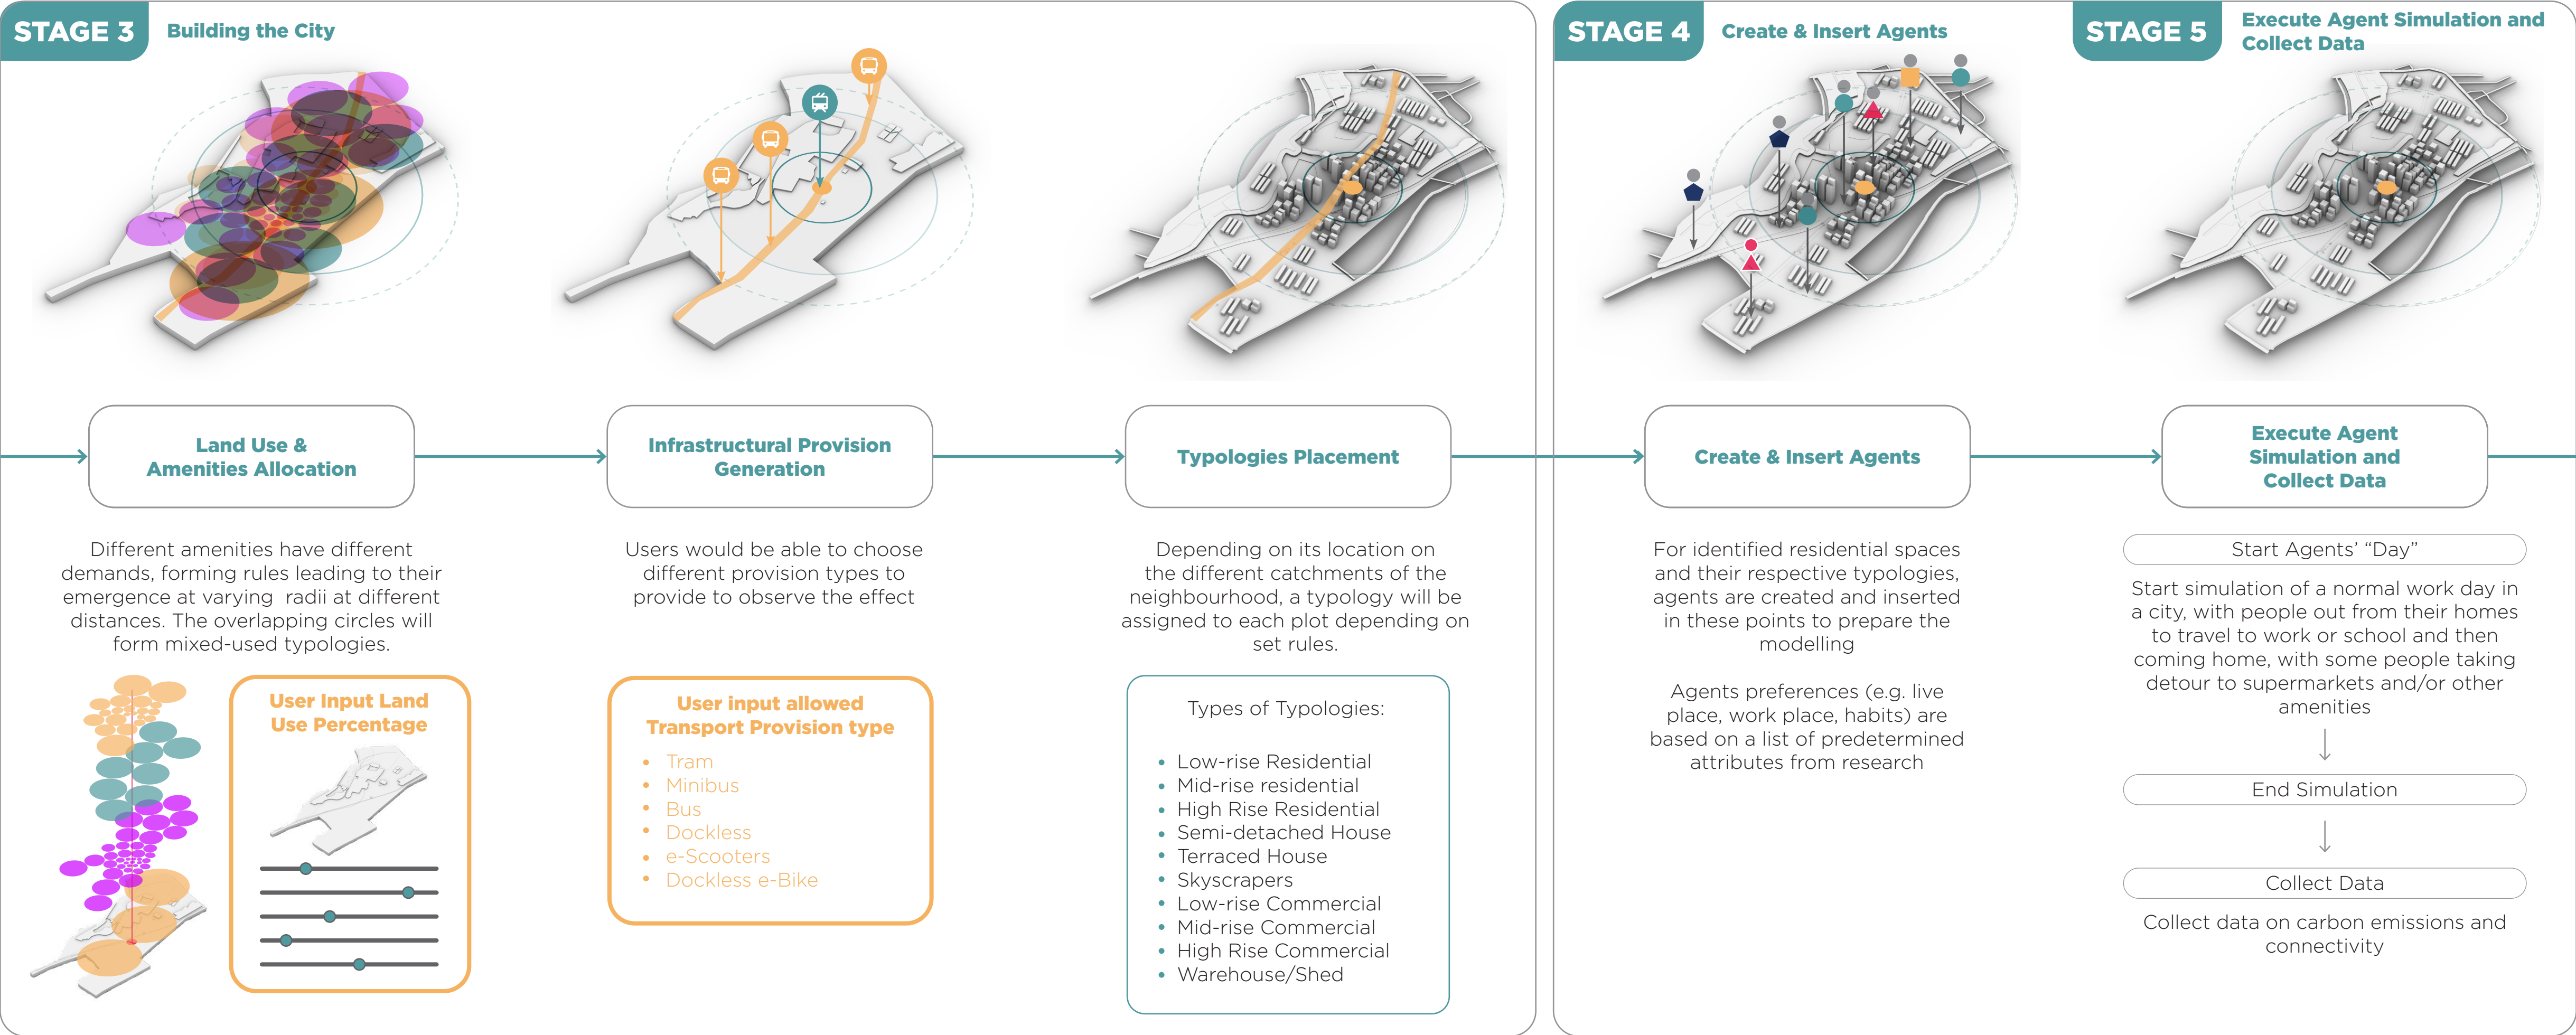 STAGE 3
Building the City
STAGE 4
Create & Insert Agents
STAGE 5
Execute Agent Simulation and
Collect Data
Land Use &
Amenities Allocation
Different amenities have different
demands, forming rules leading to their
emergence at varying  radii at different
distances. The overlapping circles will
form mixed-used typologies.
User Input Land
Use Percentage
Infrastructural Provision
Generation
Users would be able to choose
different provision types to
provide to observe the effect
User input allowed
Transport Provision type
• Tram
• Minibus
• Bus
• Dockless
• e-Scooters
• Dockless e-Bike
Typologies Placement
Depending on its location on
the different catchments of the
neighbourhood, a typology will be
assigned to each plot depending on
set rules.
Types of Typologies:
• Low-rise Residential
• Mid-rise residential
• High Rise Residential
• Semi-detached House
• Terraced House
• Skyscrapers
• Low-rise Commercial
• Mid-rise Commercial
• High Rise Commercial
• Warehouse/Shed
Create & Insert Agents
For identified residential spaces
and their respective typologies,
agents are created and inserted
in these points to prepare the
modelling
Agents preferences (e.g. live
place, work place, habits) are
based on a list of predetermined
attributes from research
Execute Agent
Simulation and
Collect Data
Start Agents’ “Day”
Start simulation of a normal work day in
a city, with people out from their homes
to travel to work or school and then
coming home, with some people taking
detour to supermarkets and/or other
amenities
End Simulation
Collect Data
Collect data on carbon emissions and
connectivity